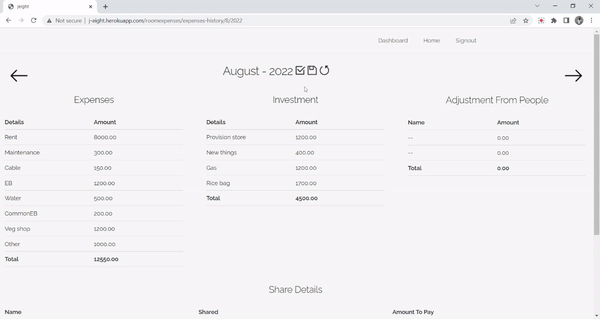 jeight
Not secure | j-eight.herokuapp.com/roomexpenses/expenses-history/8/2022
Dashboard Home Signout
August - 2022
Expenses
Details Amount
Rent 8000.00
Maintenance 300.00
Cable 150.00
EB 1200.00
Water 500.00
CommonEB 200.00
Veg shop 1200.00
Other 1000.00
Total 12550.00
Investment
Details Amount
Provision store 1200.00
New things 400.00
Gas 1200.00
Rice bag 1700.00
Total 4500.00
Adjustment From People
Name Amount
-- 0.00
-- 0.00
Total 0.00
Share Details
Name Shared Amount To Pay